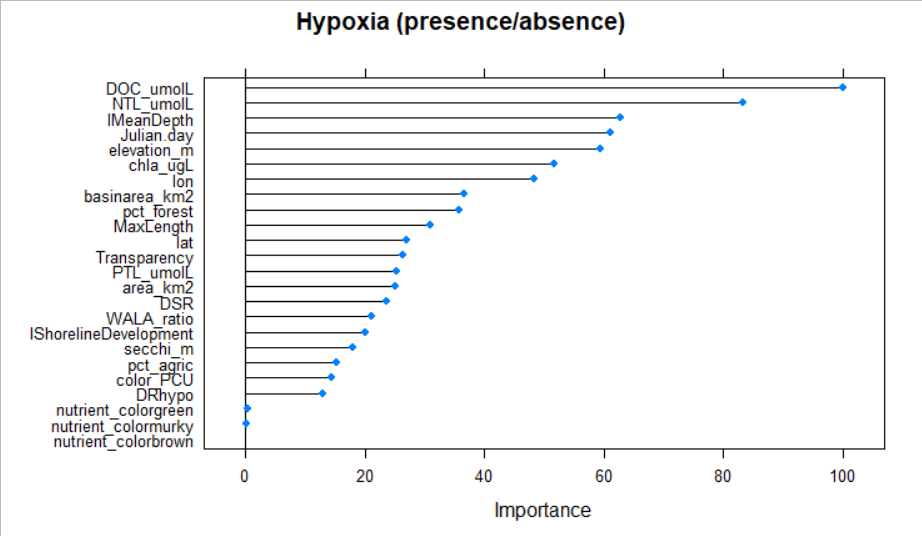 Hypoxia (presence/absence)
DOC_umolL
NTL_umolL
lMeanDepth
Julian.day
elevation_m
chla_ugL
lon
basinarea_km2
pct_forest
MaxLength
lat
Transparency
PTL_umolL
area_km2
DSR
WALA_ratio
lShorelineDevelopment
secchi_m
pct_agric
color_PCU
DRhypo
nutrient_colorgreen
nutrient_colormurky
nutrient_colorbrown
0 20 40 60 80 100
Importance